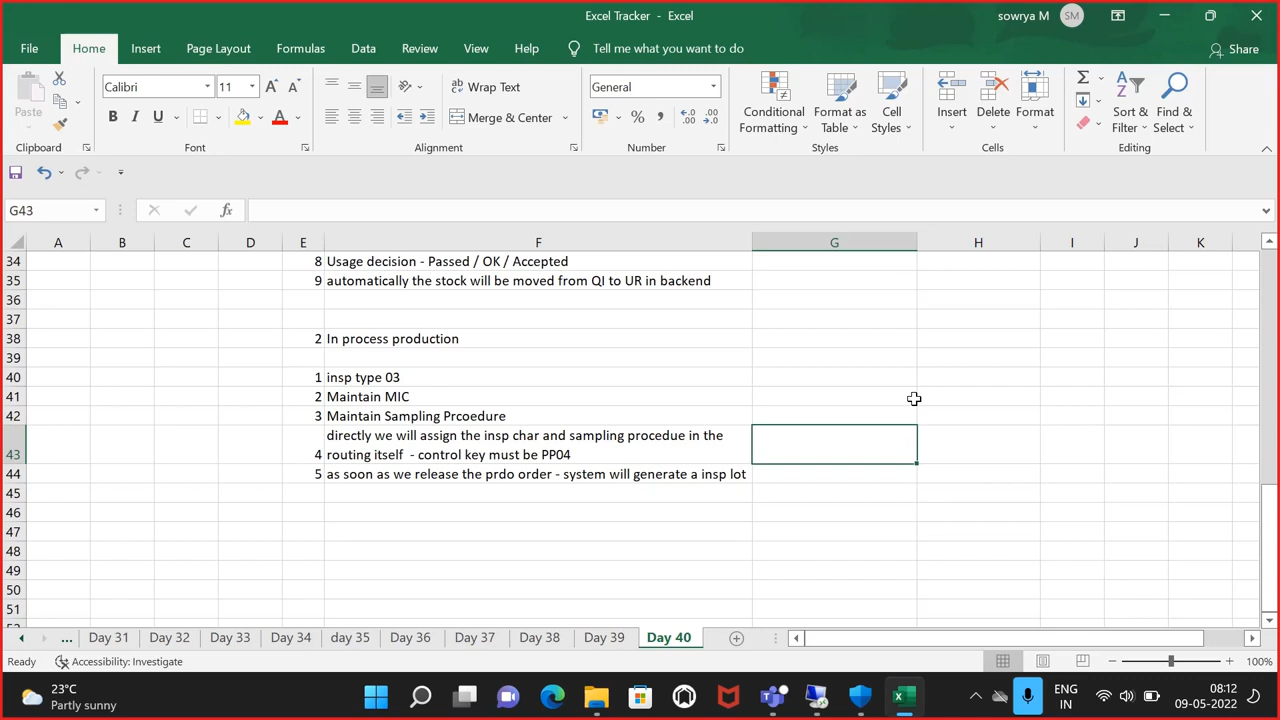 Excel Tracker - Excel
sowrya M
SM
File
Home
Insert
Page Layout
Formulas
Data
Review
View
Help
Tell me what you want to do
Share
Paste
Clipboard
Calibri
11
B I U
Font
Wrap Text
Merge & Center
Alignment
General
Number
Conditional
Formatting
Format as
Table
Cell
Styles
Styles
Insert
Delete
Format
Cells
Sort &
Filter
Find &
Select
Editing
G43
fx
A B C D E F G H I J K
34 8 Usage decision - Passed / OK / Accepted
35 9 automatically the stock will be moved from QI to UR in backend
36
37
38 2 In process production
39
40 1 insp type 03
41 2 Maintain MIC
42 3 Maintain Sampling Prcoedure
directly we will assign the insp char and sampling procedue in the
43 4 routing itself - control key must be PP04
44 5 as soon as we release the prdo order - system will generate a insp lot
45
46
47
48
49
50
51
... Day 31 Day 32 Day 33 Day 34 day 35 Day 36 Day 37 Day 38 Day 39 Day 40
Ready
Accessibility: Investigate
100%
23°C
Partly sunny
ENG
IN
08:12
09-05-2022